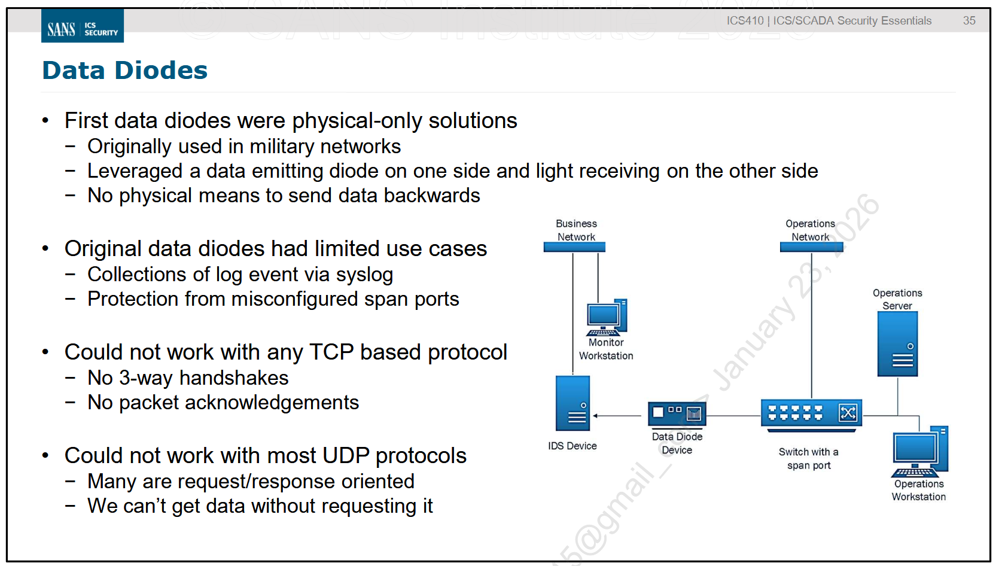 © SANS Institute 2023
SANS
ICS
SECURITY
ICS410 | ICS/SCADA Security Essentials 35
Data Diodes
• First data diodes were physical-only solutions
− Originally used in military networks
− Leveraged a data emitting diode on one side and light receiving on the other side
− No physical means to send data backwards
• Original data diodes had limited use cases
− Collections of log event via syslog
− Protection from misconfigured span ports
• Could not work with any TCP based protocol
− No 3-way handshakes
− No packet acknowledgements
• Could not work with most UDP protocols
− Many are request/response oriented
− We can’t get data without requesting it
Business
Network
Operations
Network
Monitor
Workstation
Operations
Server
IDS Device
Data Diode
Device
Switch with a
span port
Operations
Workstation
5@gmail_com> January 23, 2026